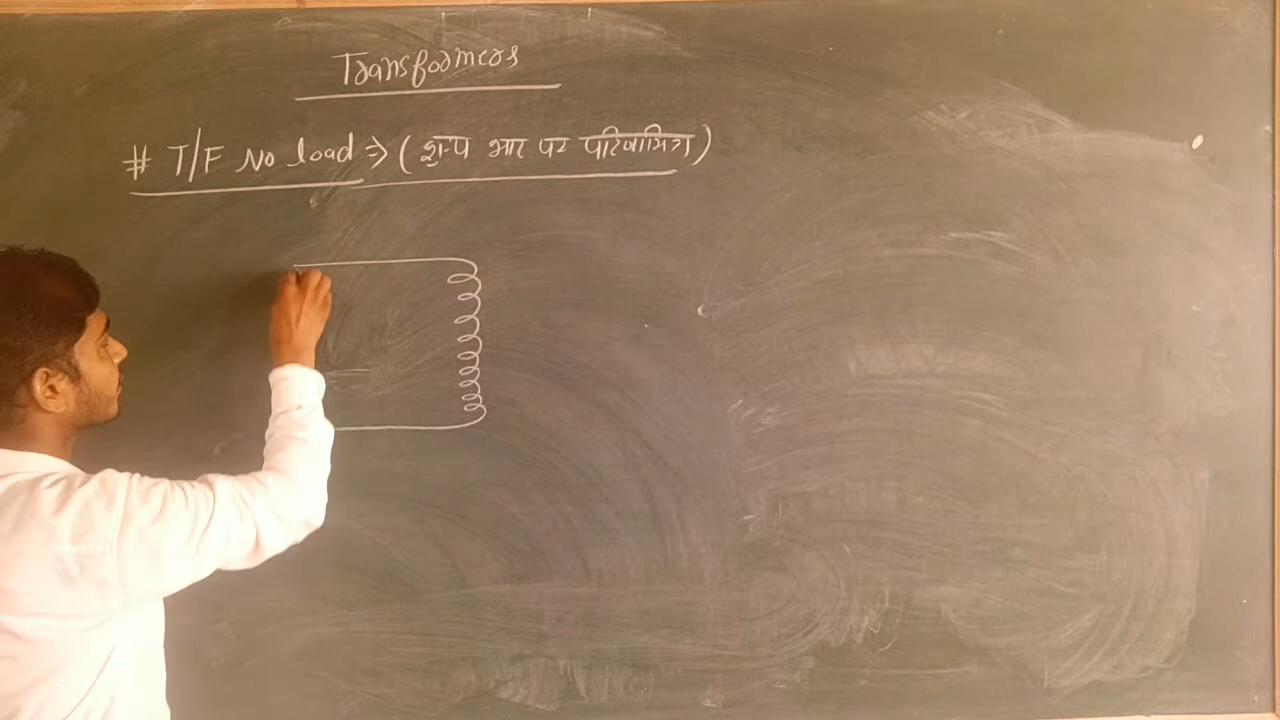 Transformers
# T/F No load ⇒ (शुन्य भार पर परिणामित्र)